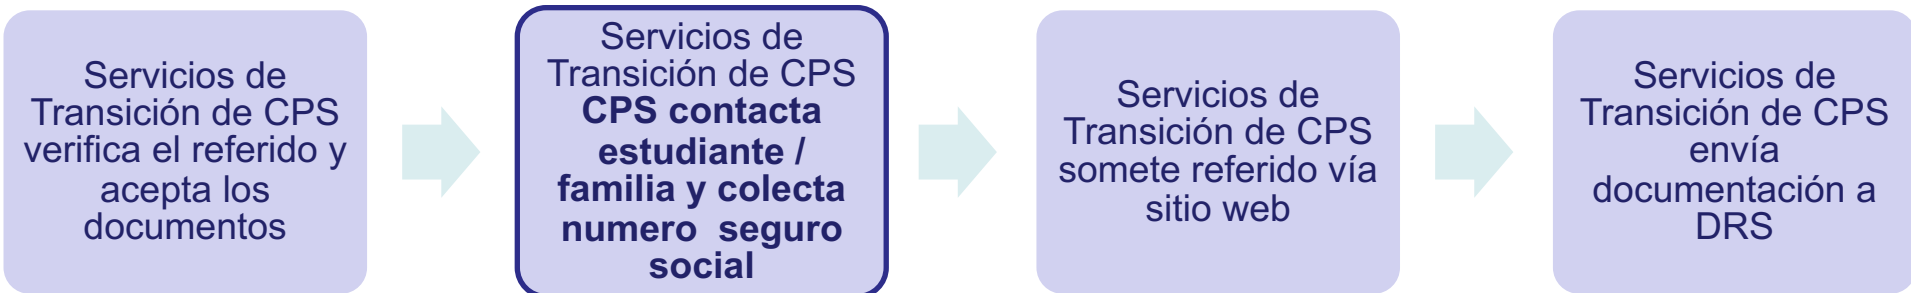 Servicios de
Transición de CPS
verifica el referido y
acepta los
documentos
Servicios de
Transición de CPS
CPS contacta
estudiante /
familia y colecta
numero seguro
social
Servicios de
Transición de CPS
somete referido vía
sitio web
Servicios de
Transición de CPS
envía
documentación a
DRS